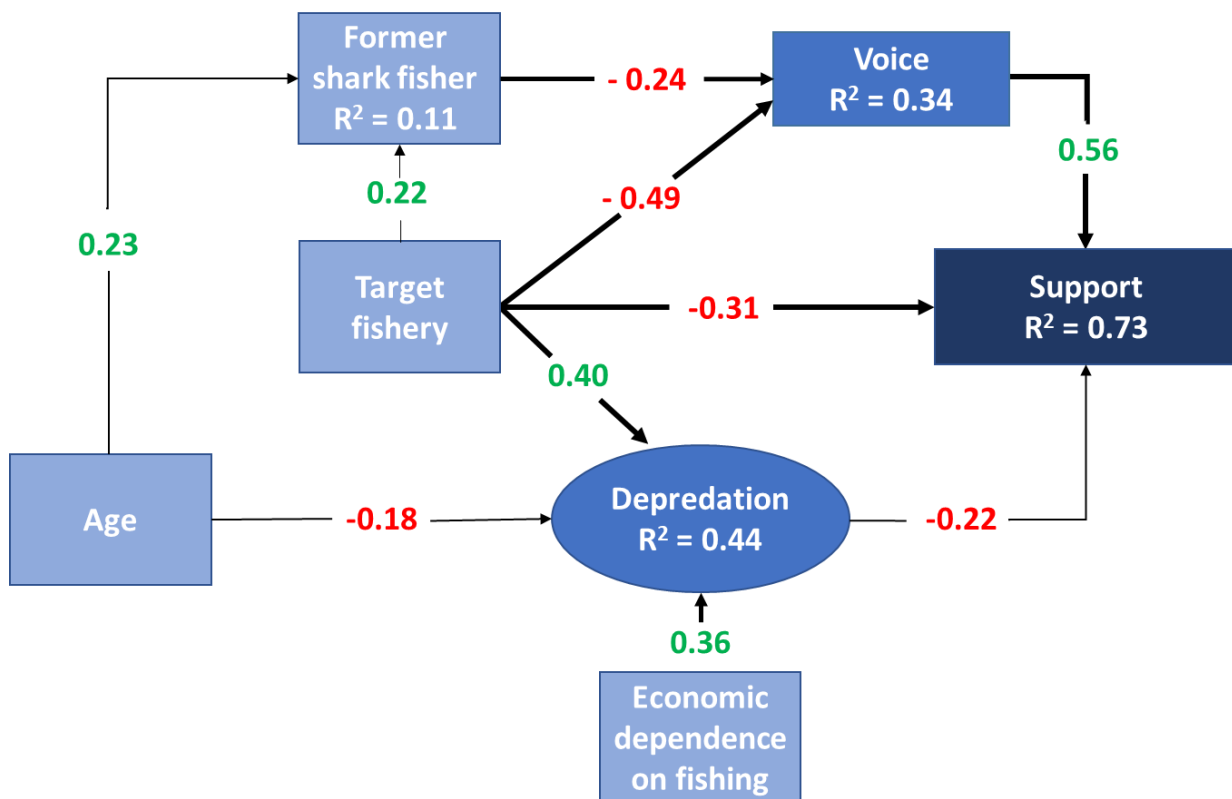 Former
shark fisher
R² = 0.11
- 0.24
Voice
R² = 0.34
0.56
0.22
- 0.49
0.23
Target
fishery
-0.31
Support
R² = 0.73
0.40
Age
-0.18
Depredation
R² = 0.44
-0.22
0.36
Economic
dependence
on fishing